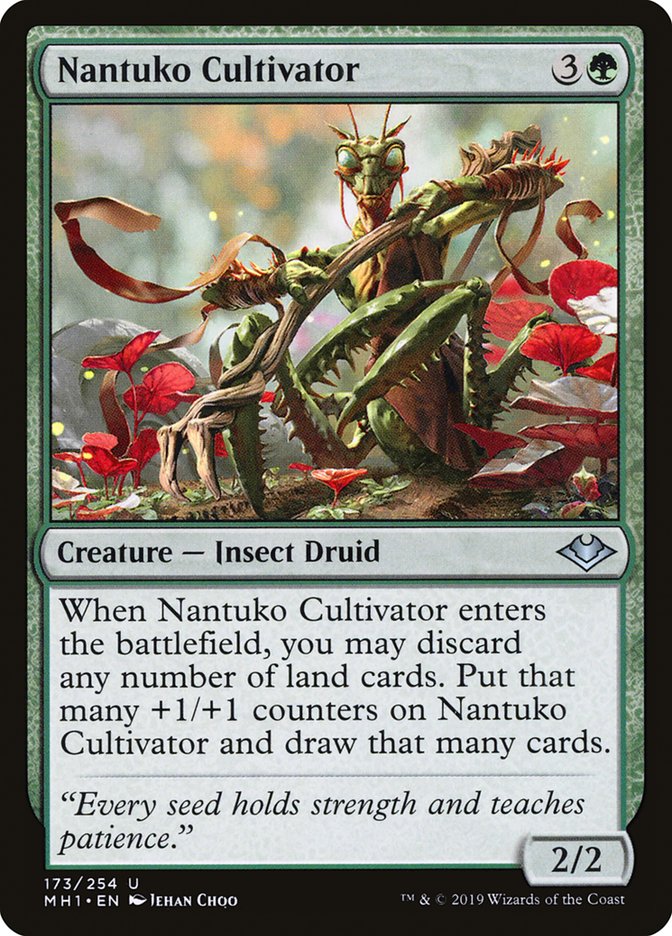 Nantuko Cultivator 3
Creature — Insect Druid
When Nantuko Cultivator enters
the battlefield, you may discard
any number of land cards. Put that
many +1/+1 counters on Nantuko
Cultivator and draw that many cards.
“Every seed holds strength and teaches
patience.”
2/2
173/254 U
MH1 • EN Jehan Choo
™ & © 2019 Wizards of the Coast